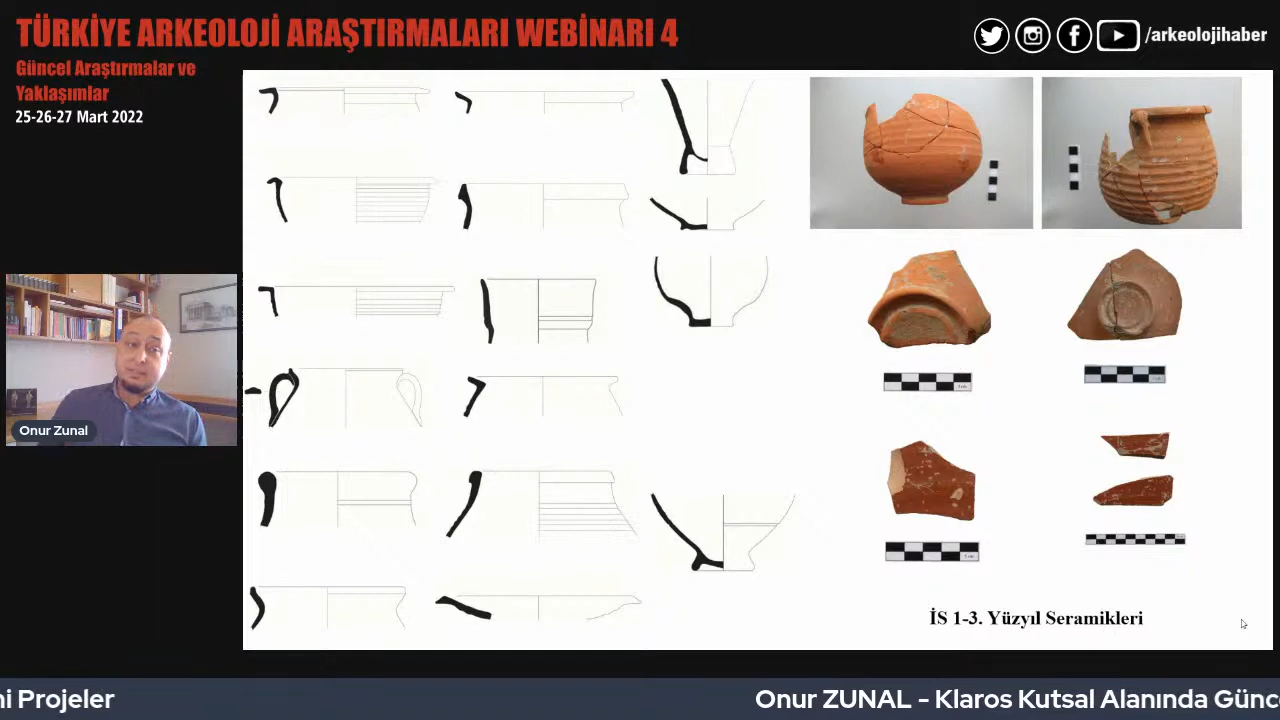 TÜRKİYE ARKEOLOJİ ARAŞTIRMALARI WEBİNARI 4
Güncel Araştırmalar ve
Yaklaşımlar
25-26-27 Mart 2022
/arkeolojihaber
Onur Zunal
İS 1-3. Yüzyıl Seramikleri
ni Projeler
Onur ZUNAL - Klaros Kutsal Alanında Günc